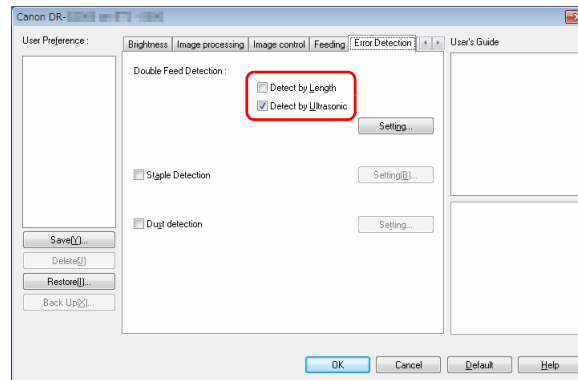 Canon DR-
User Preference :
Brightness Image processing Image control Feeding Error Detection
User's Guide
Double Feed Detection :
Detect by Length
Detect by Ultrasonic
Setting...
Staple Detection
Setting(B)...
Dust detection
Setting...
Save(Y)...
Delete(J)
Restore(I)...
Back Up(X)...
OK Cancel Default Help